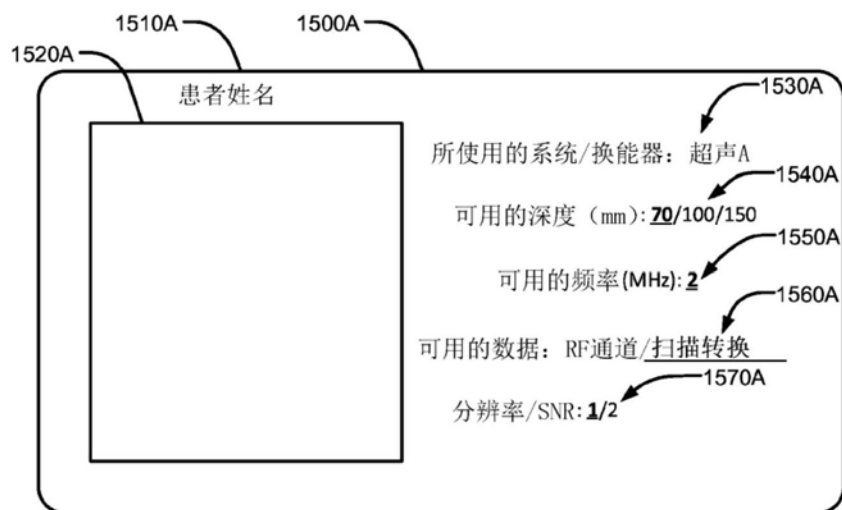 1510A
1500A
1520A
患者姓名
1530A
所使用的系统/换能器：超声A
1540A
可用的深度（mm）：70/100/150
1550A
可用的频率(MHz)：2
1560A
可用的数据：RF通道/扫描转换
1570A
分辨率/SNR：1/2